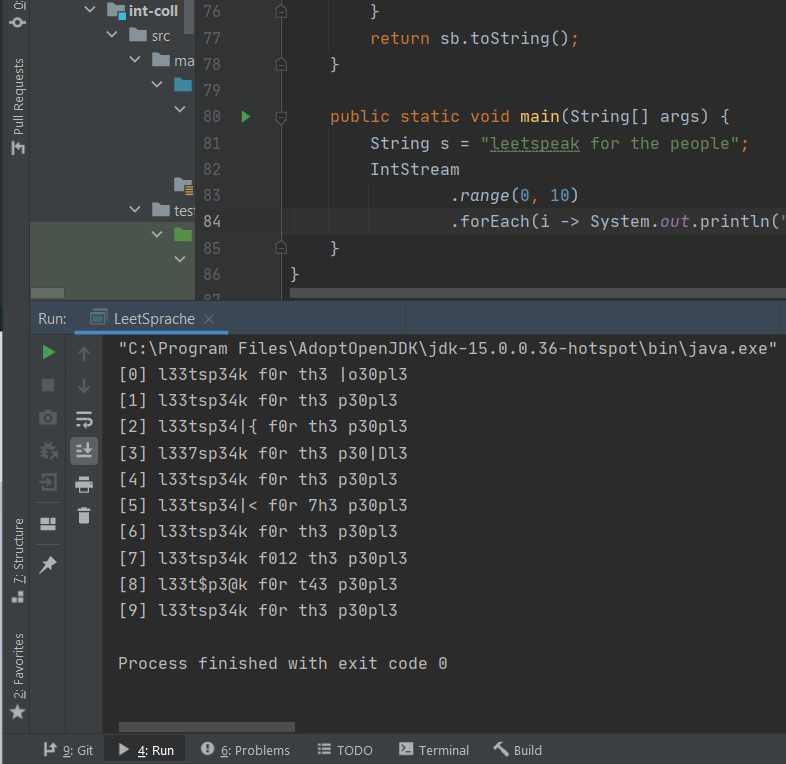 int-coll
src
ma
test
Pull Requests
7: Structure
2: Favorites
76 }
77 return sb.toString();
78 }
79
80 public static void main(String[] args) {
81 String s = "leetspeak for the people";
82 IntStream
83 .range(0, 10)
84 .forEach(i -> System.out.println("
85 }
86 }
87
Run: LeetSprache
"C:\Program Files\AdoptOpenJDK\jdk-15.0.0.36-hotspot\bin\java.exe"
[0] l33tsp34k f0r th3 |o30pl3
[1] l33tsp34k f0r th3 p30pl3
[2] l33tsp34|{ f0r th3 p30pl3
[3] l337sp34k f0r th3 p30|Dl3
[4] l33tsp34k f0r th3 p30pl3
[5] l33tsp34|< f0r 7h3 p30pl3
[6] l33tsp34k f0r th3 p30pl3
[7] l33tsp34k f012 th3 p30pl3
[8] l33t$p3@k f0r t43 p30pl3
[9] l33tsp34k f0r th3 p30pl3
Process finished with exit code 0
9: Git 4: Run 6: Problems TODO Terminal Build